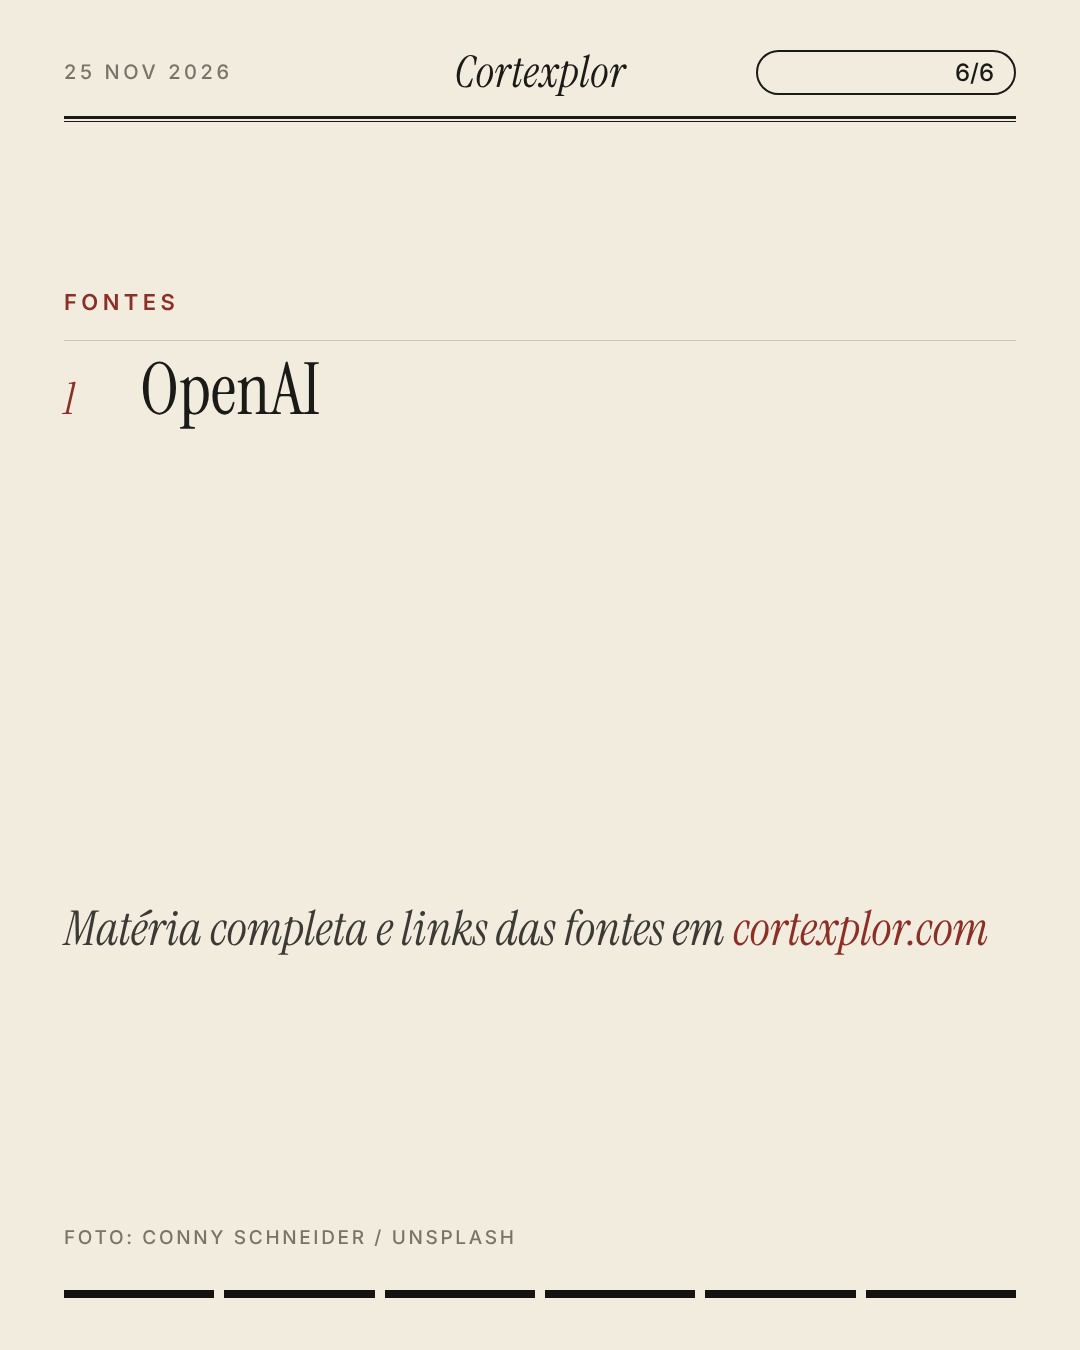 25 NOV 2026
Cortexplor
6/6
FONTES
1 OpenAI
Matéria completa e links das fontes em cortexplor.com
FOTO: CONNY SCHNEIDER / UNSPLASH